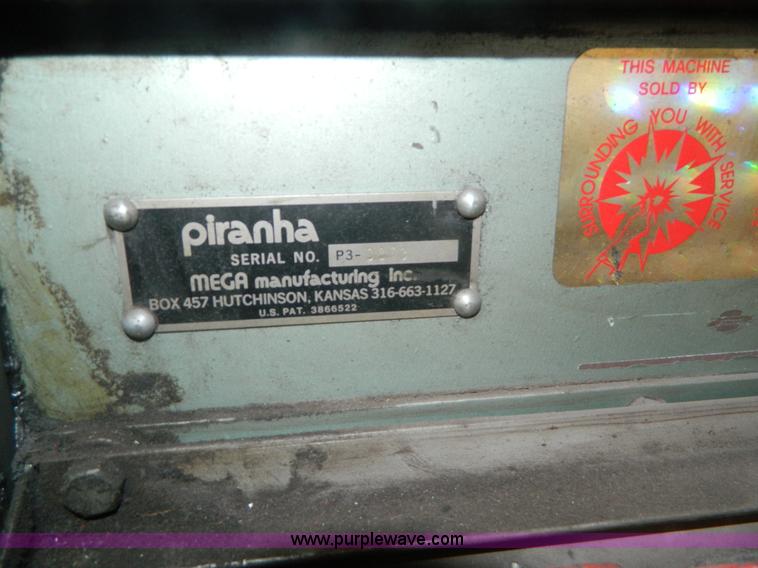 THIS MACHINE
SOLD BY
SURROUNDING YOU WITH SERVICE
piranha
SERIAL NO. P3-
MEGA manufacturing Inc.
BOX 457 HUTCHINSON, KANSAS 316-663-1127
U.S. PAT. 3866522
www.purplewave.com